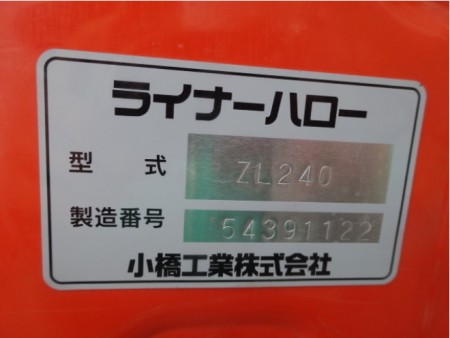 ライナーハロー
型 式 ZL240
製造番号 54391122
小橋工業株式会社